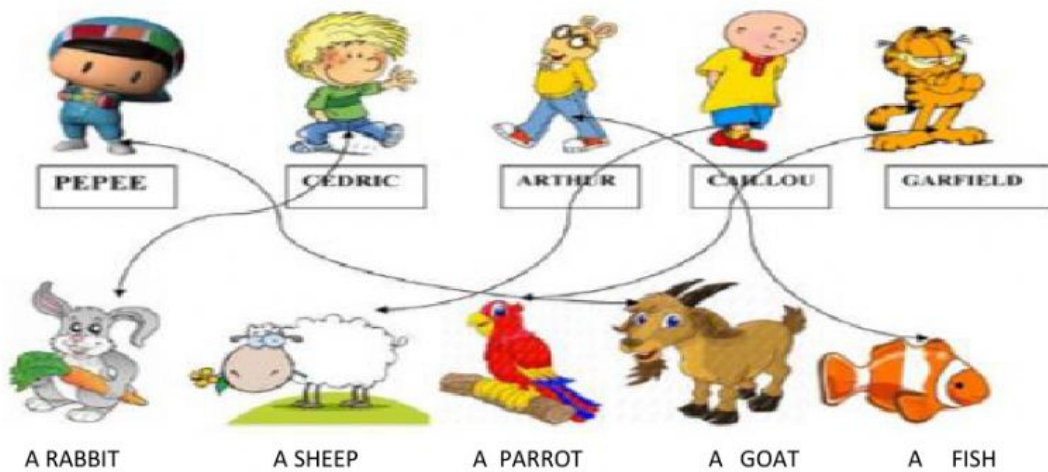 PEPEE CEDRIC ARTHUR CAILLOU GARFIELD
A RABBIT A SHEEP A PARROT A GOAT A FISH